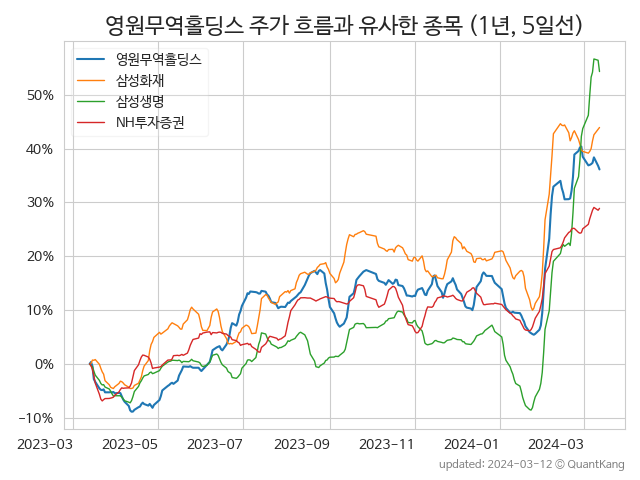 영원무역홀딩스 주가 흐름과 유사한 종목 (1년, 5일선)
영원무역홀딩스
삼성화재
삼성생명
NH투자증권
50%
40%
30%
20%
10%
0%
−10%
2023-03 2023-05 2023-07 2023-09 2023-11 2024-01 2024-03
updated: 2024-03-12 © QuantKang